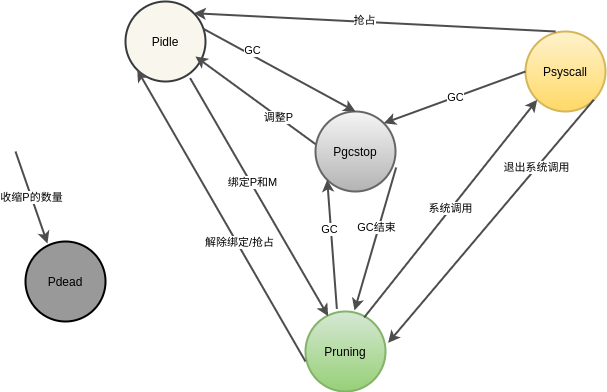 抢占
Pidle
GC
Psyscall
GC
调整P
Pgcstop
退出系统调用
绑定P和M
收缩P的数量
系统调用
GC
GC结束
解除绑定/抢占
Pdead
Pruning